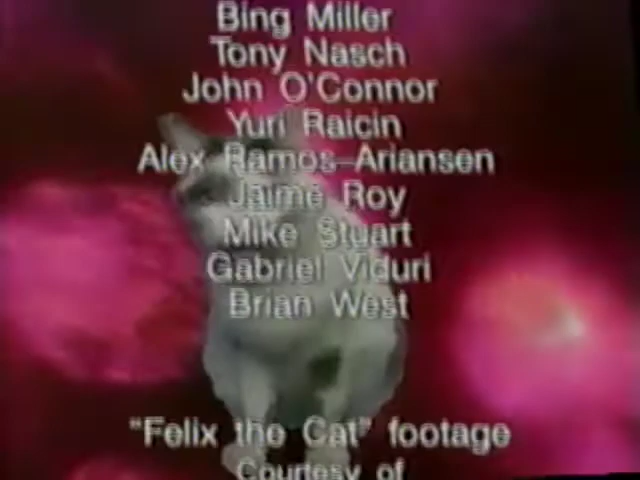 Bing Miller
Tony Nasch
John O'Connor
Yuri Raicin
Alex Ramos-Ariansen
Jaime Roy
Mike Stuart
Gabriel Viduri
Brian West
"Felix the Cat" footage
Courtesy of